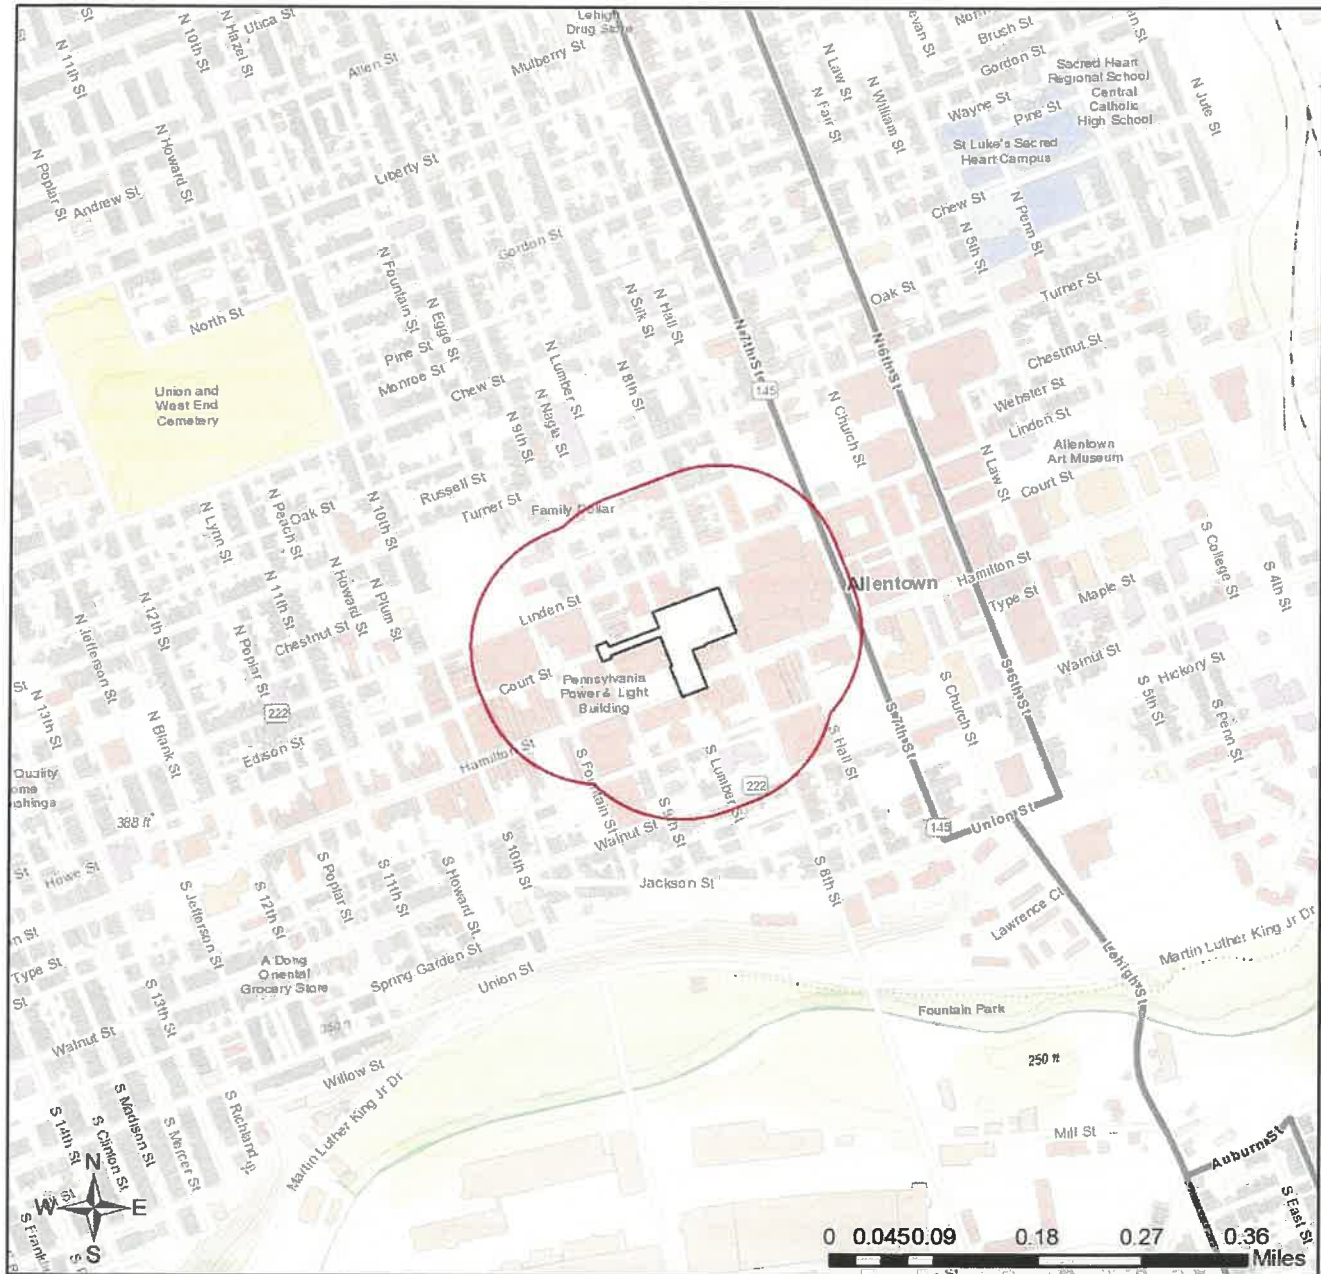 Lehigh
Drug Store
Utica St
N Hazel St
N 10th St
N 11th St
Allen St
Mulberry St
N Law St
N Fair St
N William St
Brush St
Gordon St
Sacred Heart
Regional School
Central
Catholic
High School
Wayne St
Pine St
N Jute St
St Luke's Sacred
Heart Campus
N Howard St
N Poplar St
Andrew St
Liberty St
Chew St
N Penn St
N 5th St
Gordon St
Turner St
Oak St
N Fountain St
N Egge St
N Silk St
N Hall St
North St
Pine St
Monroe St
Chew St
N Lumber St
N Nagle St
N 8th St
N 9th St
N 7th St
145
N 6th St
Chestnut St
Webster St
Linden St
N Church St
N Law St
Allentown
Art Museum
Court St
Union and
West End
Cemetery
Russell St
Turner St
Family Dollar
N Lynn St
N Peach St
Oak St
N 10th St
S College St
S 4th St
N 11th St
N Howard St
N Plum St
Allentown
Hamilton St
Type St
Maple St
N 12th St
N Jefferson St
Chestnut St
N Poplar St
Linden St
Court St
Pennsylvania
Power & Light
Building
Walnut St
Hickory St
S 5th St
S Penn St
S 6th St
S Church St
S 7th St
S Hall St
St
N 13th St
N Blank St
222
Edison St
Hamilton St
S Fountain St
S Lumber St
222
S 9th St
Walnut St
Quality
ome
shings
388 ft
145
Union St
S 10th St
Jackson St
S 8th St
St
Howe St
S Jefferson St
S 12th St
S Poplar St
S 11th St
S Howard St
Lawrence Ct
Lehigh St
Martin Luther King Jr Dr
n St
Type St
St
A Dong
Oriental
Grocery Store
Spring Garden St
Union St
S 13th St
350 ft
Fountain Park
Walnut St
Willow St
Martin Luther King Jr Dr
250 ft
S 14th St
S Madison St
S Clinton St
S Mercer St
S Richland St
Mill St
Auburn St
S East St
N
W E
S
S Frankl
0 0.045 0.09 0.18 0.27 0.36
Miles